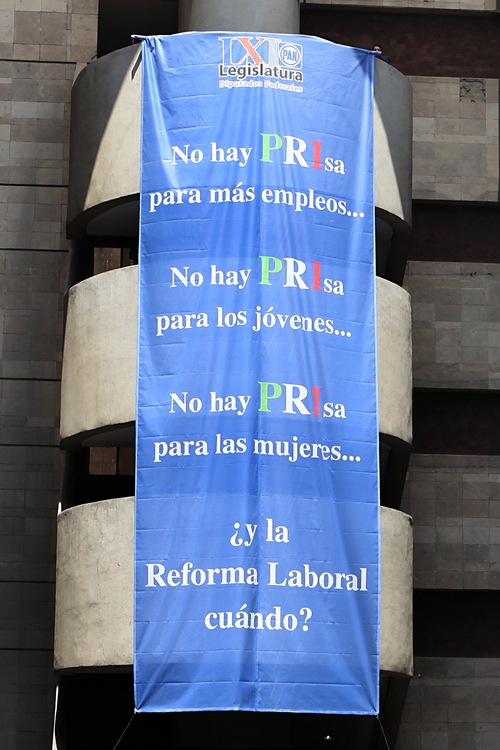 LXI PAN
Legislatura
Diputados Federales
No hay PRIsa
para más empleos...
No hay PRIsa
para los jóvenes...
No hay PRIsa
para las mujeres...
¿y la
Reforma Laboral
cuándo?